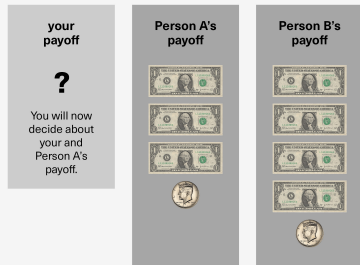 your
payoff
?
You will now
decide about
your and
Person A's
payoff.
Person A's
payoff
Person B's
payoff